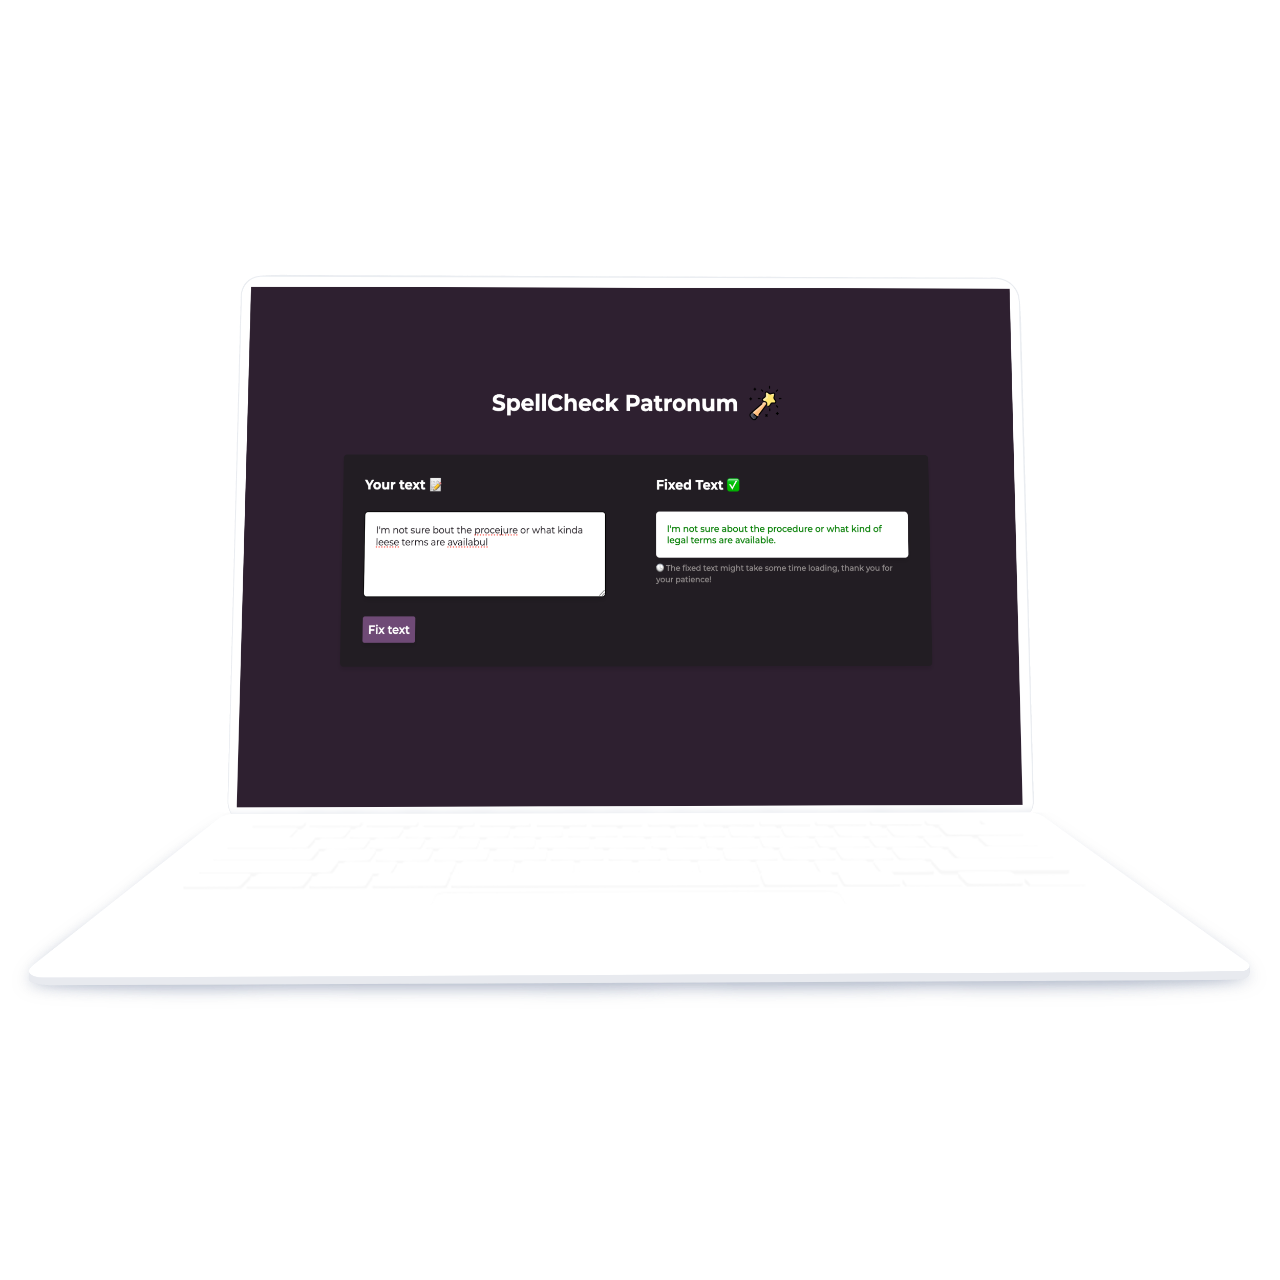 SpellCheck Patronum
Your text
I'm not sure bout the procejure or what kinda
leese terms are availabul
Fix text
Fixed Text
I'm not sure about the procedure or what kind of
legal terms are available.
The fixed text might take some time loading, thank you for
your patience!